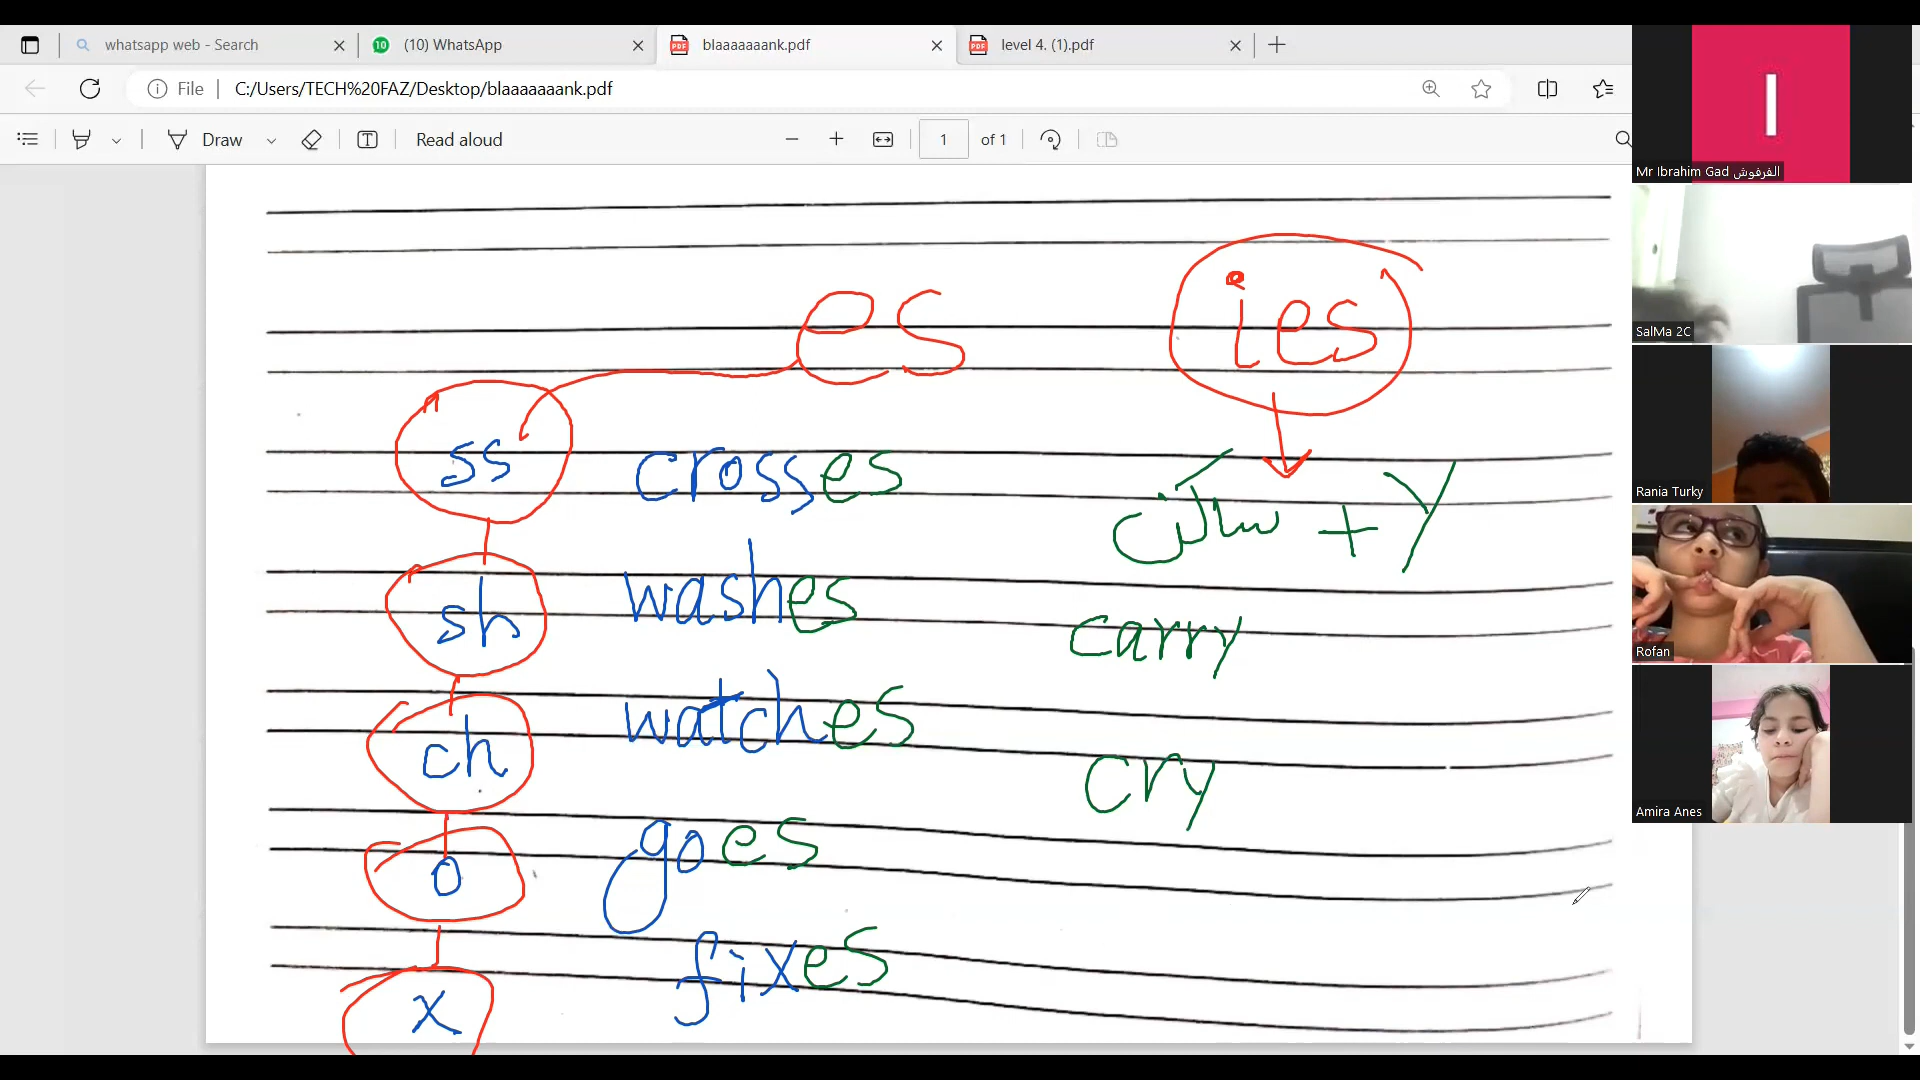 whatsapp web - Search
(10) WhatsApp
blaaaaaaank.pdf
level 4. (1).pdf
File
C:/Users/TECH%20FAZ/Desktop/blaaaaaaank.pdf
Draw
Read aloud
1 of 1
es
ies
ss crosses
ساكن + y
sh washes
carry
ch watches
cry
o goes
x fixes
I
Mr Ibrahim Gad الفرفوش
SalMa 2C
Rania Turky
Rofan
Amira Anes